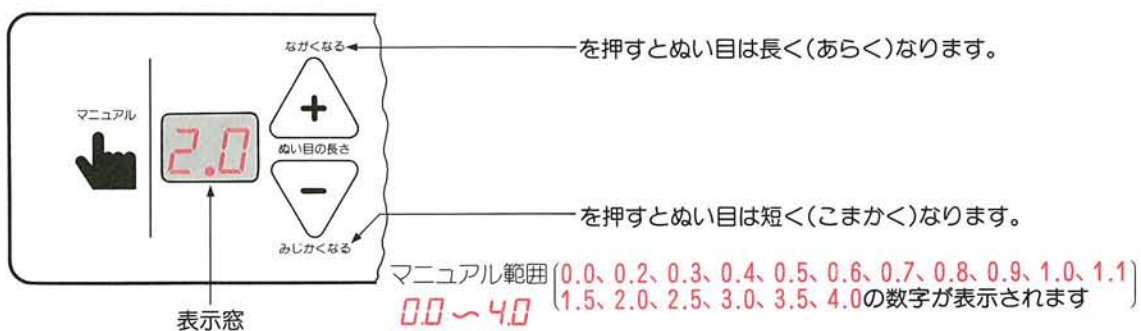 ながくなる
を押すとぬい目は長く(あらく)なります。
マニュアル
2.0
+
ぬい目の長さ
−
を押すとぬい目は短く(こまかく)なります。
みじかくなる
マニュアル範囲
0.0、0.2、0.3、0.4、0.5、0.6、0.7、0.8、0.9、1.0、1.1
0.0〜4.0
1.5、2.0、2.5、3.0、3.5、4.0の数字が表示されます
表示窓